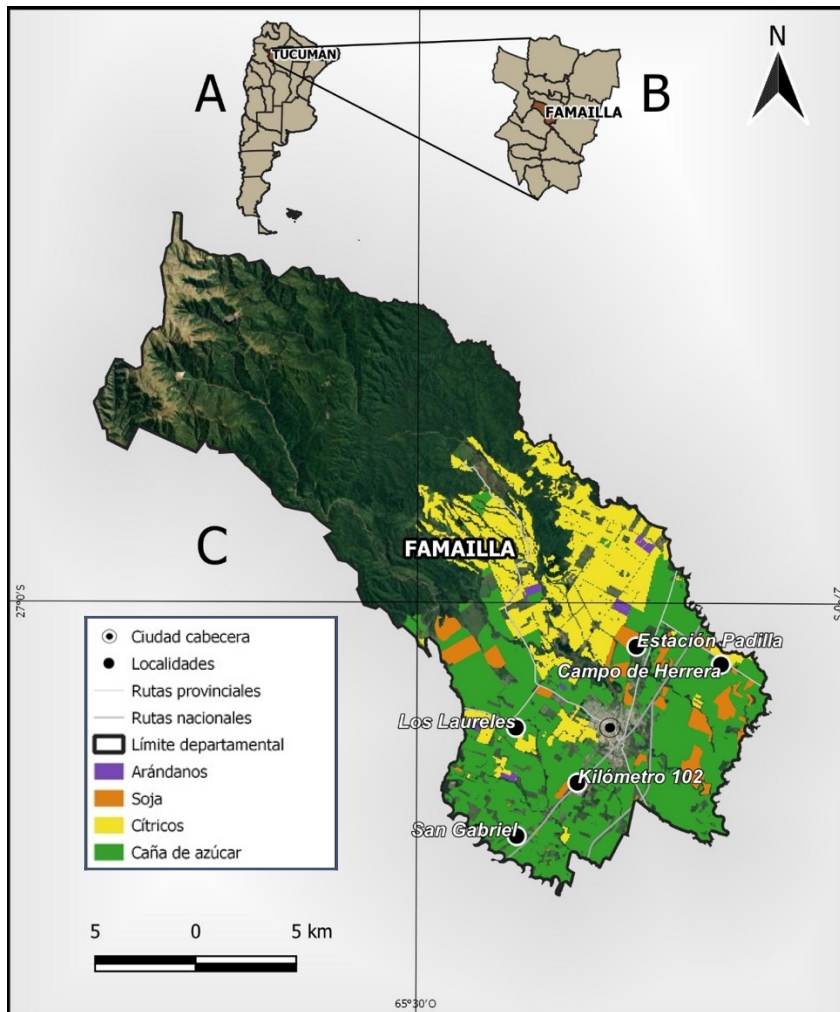 TUCUMAN
N
A
B
FAMAILLA
C
FAMAILLA
27°0'S
27°0'S
Ciudad cabecera
Localidades
Rutas provinciales
Rutas nacionales
Límite departamental
Arándanos
Soja
Cítricos
Caña de azúcar
Estación Padilla
Campo de Herrera
Los Laureles
Kilómetro 102
San Gabriel
5 0 5 km
65°30'O